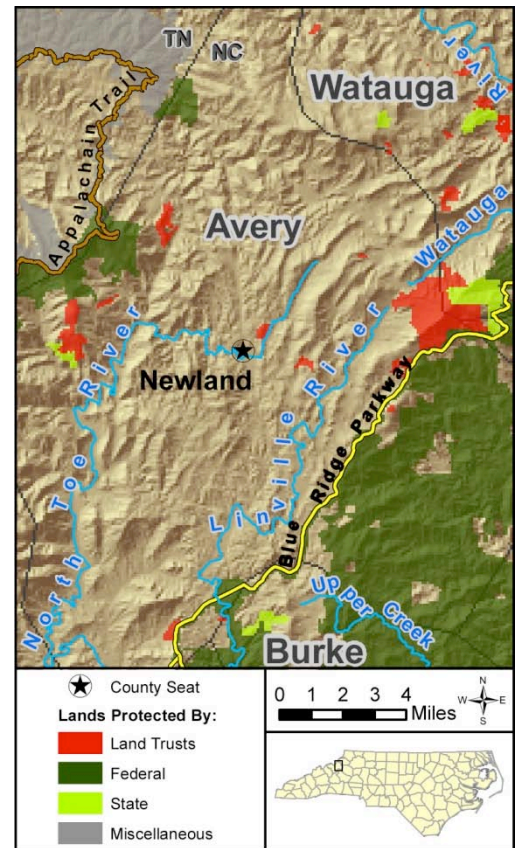 TN
NC
Watauga
River
Appalachain Trail
Avery
Watauga
Newland
North Toe River
Linville River
Blue Ridge Parkway
Upper Creek
Burke
County Seat
Lands Protected By:
Land Trusts
Federal
State
Miscellaneous
0 1 2 3 4
Miles
N
W E
S